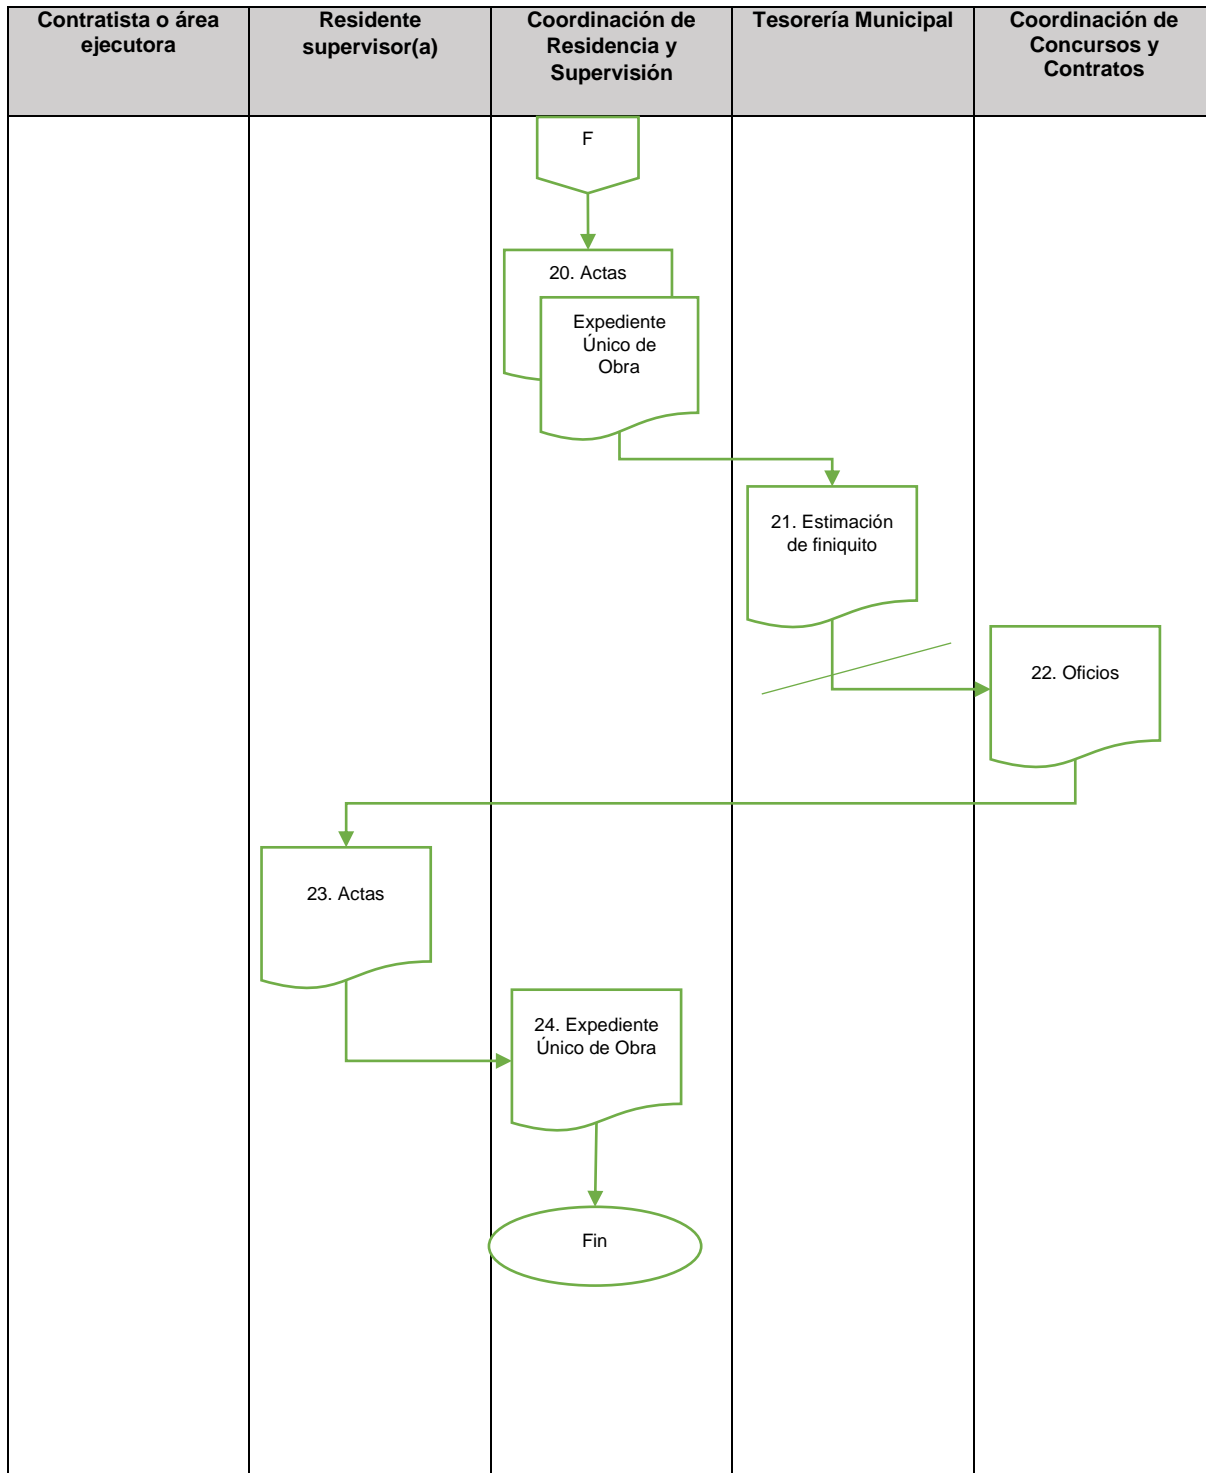 Contratista o área
ejecutora
Residente
supervisor(a)
Coordinación de
Residencia y
Supervisión
Tesorería Municipal
Coordinación de
Concursos y
Contratos
F
20. Actas
Expediente
Único de
Obra
21. Estimación
de finiquito
22. Oficios
23. Actas
24. Expediente
Único de Obra
Fin